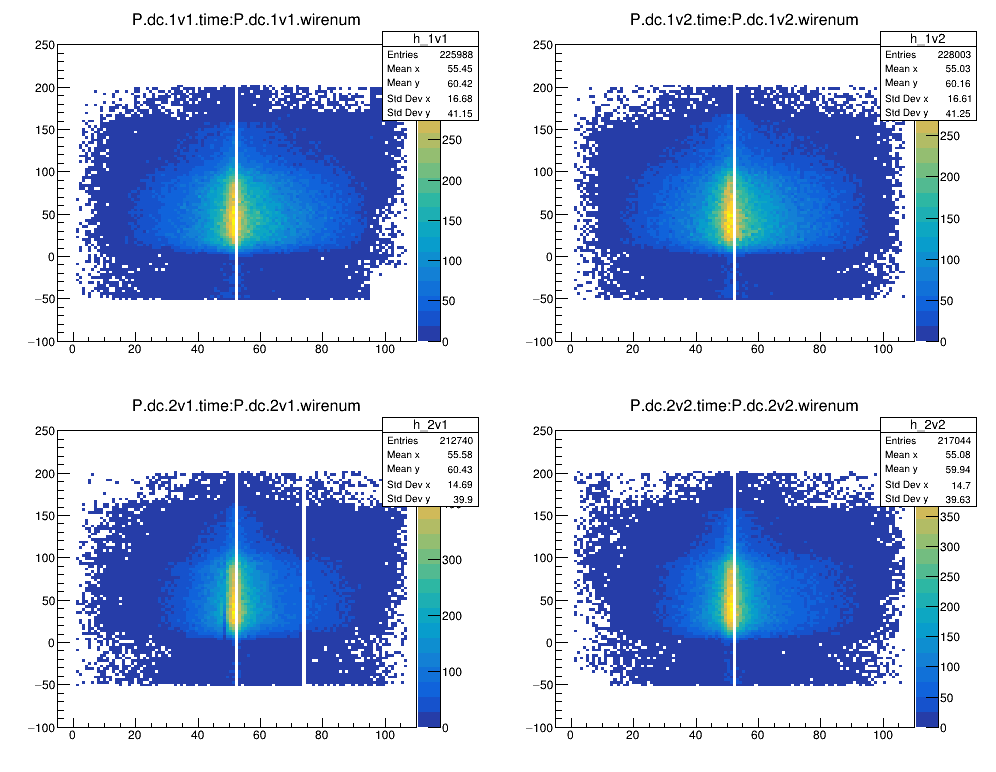 P.dc.1v1.time:P.dc.1v1.wirenum
h_1v1
Entries 225988
Mean x 55.45
Mean y 60.42
Std Dev x 16.68
Std Dev y 41.15
250
200
150
100
50
0
−50
−100
0 20 40 60 80 100
250
200
150
100
50
0
P.dc.1v2.time:P.dc.1v2.wirenum
h_1v2
Entries 228003
Mean x 55.03
Mean y 60.16
Std Dev x 16.61
Std Dev y 41.25
250
200
150
100
50
0
−50
−100
0 20 40 60 80 100
250
200
150
100
50
0
P.dc.2v1.time:P.dc.2v1.wirenum
h_2v1
Entries 212740
Mean x 55.58
Mean y 60.43
Std Dev x 14.69
Std Dev y 39.9
250
200
150
100
50
0
−50
−100
0 20 40 60 80 100
300
200
100
0
P.dc.2v2.time:P.dc.2v2.wirenum
h_2v2
Entries 217044
Mean x 55.08
Mean y 59.94
Std Dev x 14.7
Std Dev y 39.63
250
200
150
100
50
0
−50
−100
0 20 40 60 80 100
350
300
250
200
150
100
50
0